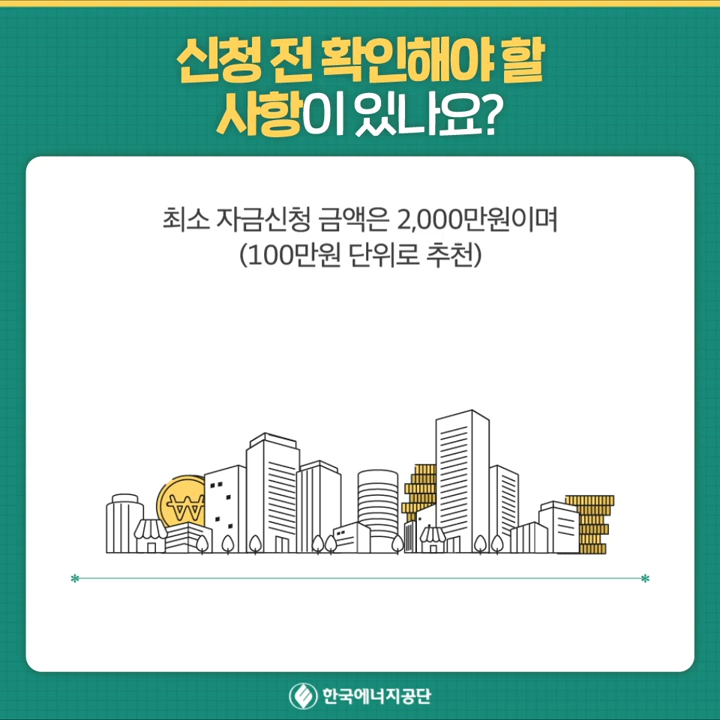 신청 전 확인해야 할
사항이 있나요?
최소 자금신청 금액은 2,000만원이며
(100만원 단위로 추천)
₩
한국에너지공단